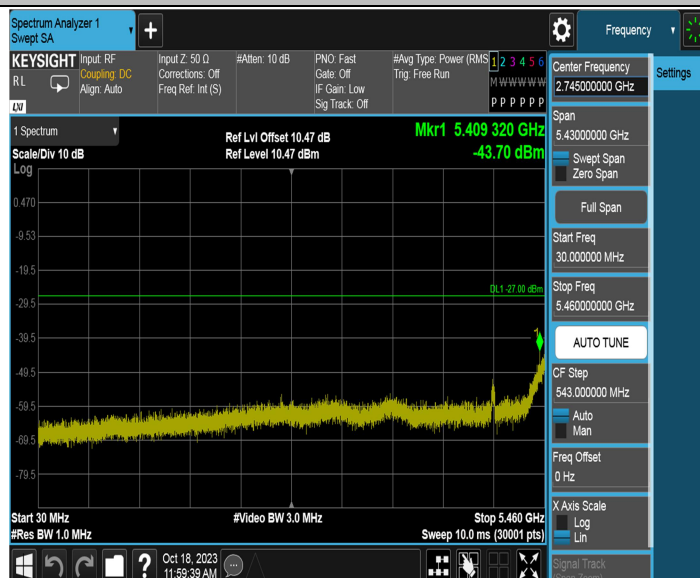 Spectrum Analyzer 1
Swept SA
+
Frequency
KEYSIGHT
RL
LXI
Input: RF
Coupling: DC
Align: Auto
Input Z: 50 Ω
Corrections: Off
Freq Ref: Int (S)
#Atten: 10 dB
PNO: Fast
Gate: Off
IF Gain: Low
Sig Track: Off
#Avg Type: Power (RMS
Trig: Free Run
1 2 3 4 5 6
M W W W W W
P P P P P P
1 Spectrum
Scale/Div 10 dB
Log
Ref Lvl Offset 10.47 dB
Ref Level 10.47 dBm
Mkr1 5.409 320 GHz
-43.70 dBm
0.470
-9.53
-19.5
DL1 -27.00 dBm
-29.5
1
-39.5
-49.5
-59.5
-69.5
-79.5
Start 30 MHz
#Res BW 1.0 MHz
#Video BW 3.0 MHz
Stop 5.460 GHz
Sweep 10.0 ms (30001 pts)
?
Oct 18, 2023
11:59:39 AM
Center Frequency
2.745000000 GHz
Settings
Span
5.43000000 GHz
Swept Span
Zero Span
Full Span
Start Freq
30.000000 MHz
Stop Freq
5.460000000 GHz
AUTO TUNE
CF Step
543.000000 MHz
Auto
Man
Freq Offset
0 Hz
X Axis Scale
Log
Lin
Signal Track
(Span Zoom)